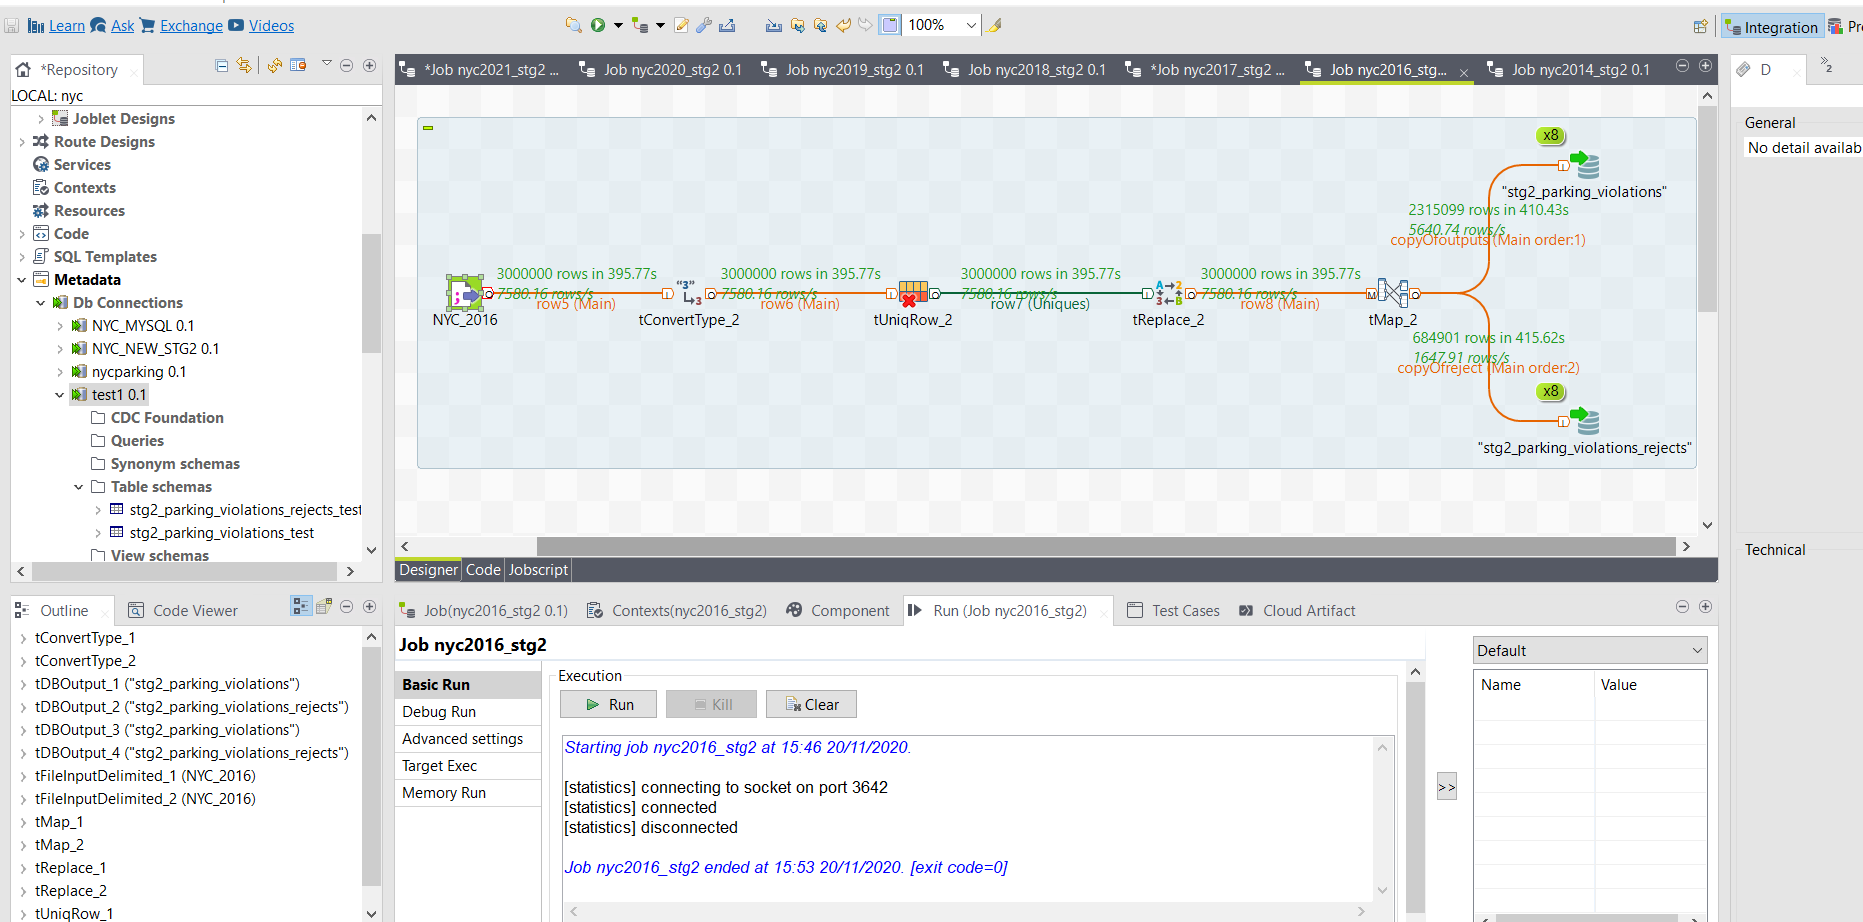 Learn Ask Exchange Videos
100%
Integration
*Repository
LOCAL: nyc
Joblet Designs
Route Designs
Services
Contexts
Resources
Code
SQL Templates
Metadata
Db Connections
NYC_MYSQL 0.1
NYC_NEW_STG2 0.1
nycparking 0.1
test1 0.1
CDC Foundation
Queries
Synonym schemas
Table schemas
stg2_parking_violations_rejects_test
stg2_parking_violations_test
View schemas
*Job nyc2021_stg2 ... Job nyc2020_stg2 0.1 Job nyc2019_stg2 0.1 Job nyc2018_stg2 0.1 *Job nyc2017_stg2 ... Job nyc2016_stg... Job nyc2014_stg2 0.1
x8
"stg2_parking_violations"
2315099 rows in 410.43s
5640.74 rows/s
copyOfoutputs (Main order:1)
3000000 rows in 395.77s 3000000 rows in 395.77s 3000000 rows in 395.77s 3000000 rows in 395.77s
7580.16 rows/s 7580.16 rows/s 7580.16 rows/s 7580.16 rows/s
row5 (Main) row6 (Main) row7 (Uniques) row8 (Main)
NYC_2016 tConvertType_2 tUniqRow_2 tReplace_2 tMap_2
684901 rows in 415.62s
1647.91 rows/s
copyOfreject (Main order:2)
x8
"stg2_parking_violations_rejects"
Designer Code Jobscript
D
2
General
No detail availab
Technical
Outline Code Viewer
tConvertType_1
tConvertType_2
tDBOutput_1 ("stg2_parking_violations")
tDBOutput_2 ("stg2_parking_violations_rejects")
tDBOutput_3 ("stg2_parking_violations")
tDBOutput_4 ("stg2_parking_violations_rejects")
tFileInputDelimited_1 (NYC_2016)
tFileInputDelimited_2 (NYC_2016)
tMap_1
tMap_2
tReplace_1
tReplace_2
tUniqRow_1
Job(nyc2016_stg2 0.1) Contexts(nyc2016_stg2) Component Run (Job nyc2016_stg2) Test Cases Cloud Artifact
Job nyc2016_stg2
Basic Run
Debug Run
Advanced settings
Target Exec
Memory Run
Execution
Run Kill Clear
Starting job nyc2016_stg2 at 15:46 20/11/2020.
[statistics] connecting to socket on port 3642
[statistics] connected
[statistics] disconnected
Job nyc2016_stg2 ended at 15:53 20/11/2020. [exit code=0]
>>
Default
Name Value